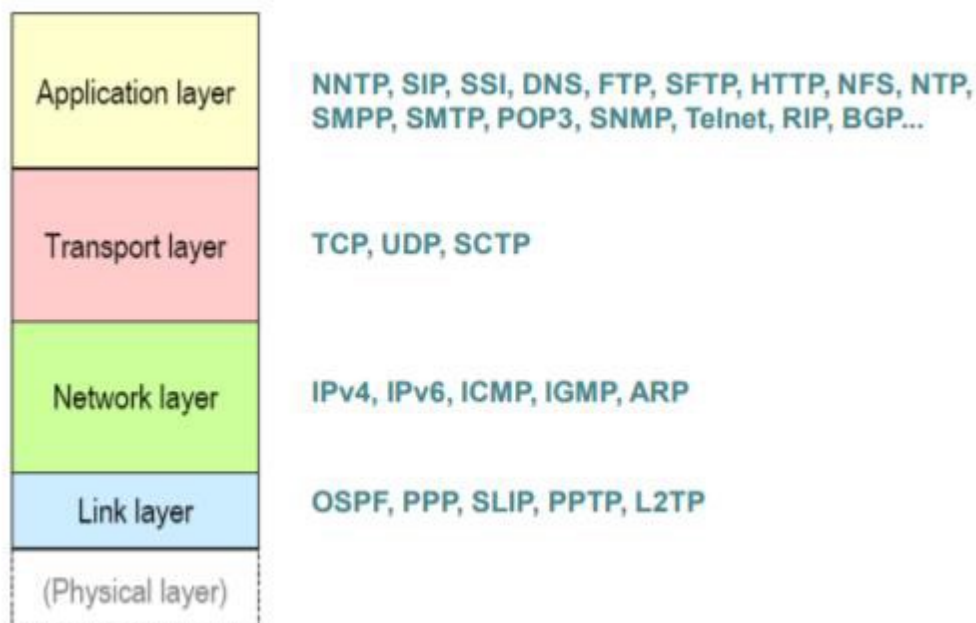 Application layer
NNTP, SIP, SSI, DNS, FTP, SFTP, HTTP, NFS, NTP,
SMPP, SMTP, POP3, SNMP, Telnet, RIP, BGP...
Transport layer
TCP, UDP, SCTP
Network layer
IPv4, IPv6, ICMP, IGMP, ARP
Link layer
OSPF, PPP, SLIP, PPTP, L2TP
(Physical layer)